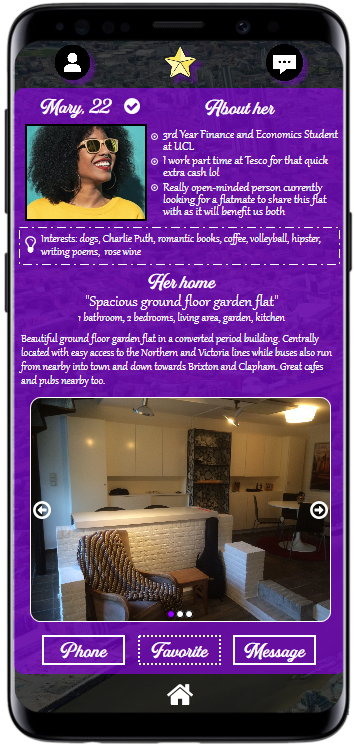 Mary, 22
About her
3rd Year Finance and Economics Student
at UCL
I work part time at Tesco for that quick
extra cash lol
Really open-minded person currently
looking for a flatmate to share this flat
with as it will benefit us both
Interests: dogs, Charlie Puth, romantic books, coffee, volleyball, hipster,
writing poems, rose wine
Her home
"Spacious ground floor garden flat"
1 bathroom, 2 bedrooms, living area, garden, kitchen
Beautiful ground floor garden flat in a converted period building. Centrally
located with easy access to the Northern and Victoria lines while buses also run
from nearby into town and down towards Brixton and Clapham. Great cafes
and pubs nearby too.
Phone
Favorite
Message